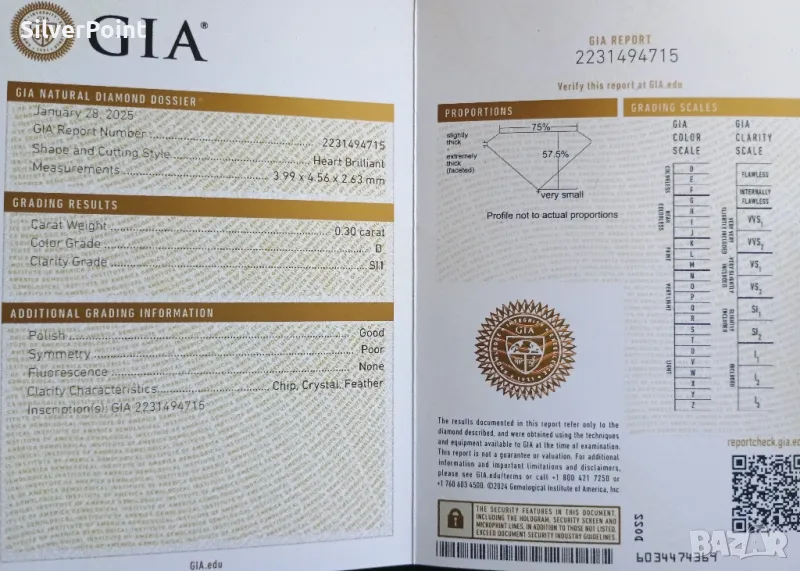 SilverPoint
GIA®
GIA NATURAL DIAMOND DOSSIER®
January 28, 2025
GIA Report Number 2231494715
Shape and Cutting Style Heart Brilliant
Measurements 3.99 x 4.56 x 2.63 mm
GRADING RESULTS
Carat Weight 0.30 carat
Color Grade D
Clarity Grade SI1
ADDITIONAL GRADING INFORMATION
Polish Good
Symmetry Poor
Fluorescence None
Clarity Characteristics Chip, Crystal, Feather
Inscription(s): GIA 2231494715
GIA.edu
GIA REPORT
2231494715
Verify this report at GIA.edu
PROPORTIONS
75%
slightly
thick
-
extremely
thick
(faceted)
57.5%
very small
Profile not to actual proportions
GRADING SCALES
GIA
COLOR
SCALE
COLORLESS
D
E
F
NEAR COLORLESS
G
H
I
J
FAINT
K
L
M
VERY LIGHT
N
O
P
Q
R
LIGHT
S
T
U
V
W
X
Y
Z
GIA
CLARITY
SCALE
FLAWLESS
INTERNALLY
FLAWLESS
VERY VERY
SLIGHTLY INCLUDED
VVS1
VVS2
VERY SLIGHTLY
INCLUDED
VS1
VS2
SLIGHTLY
INCLUDED
SI1
SI2
INCLUDED
I1
I2
I3
GIA
1931
The results documented in this report refer only to the
diamond described, and were obtained using the techniques
and equipment available to GIA at the time of examination.
This report is not a guarantee or valuation. For additional
information and important limitations and disclaimers,
please see GIA.edu/terms or call +1 800 421 7250 or
+1 760 603 4500. ©2024 Gemological Institute of America, Inc
THE SECURITY FEATURES IN THIS DOCUMENT,
INCLUDING THE HOLOGRAM, SECURITY SCREEN AND
MICROPRINT LINES, IN ADDITION TO THOSE NOT LISTED,
EXCEED DOCUMENT SECURITY INDUSTRY GUIDELINES.
D022
reportcheck.gia.e
6034474369
bazar